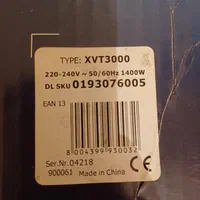 TYPE: XVT3000
220-240V ~ 50/60Hz 1400W
DL SKU 0193076005
EAN 13
8 004399 930032
Ser.Nr.04218
900061 Made in China